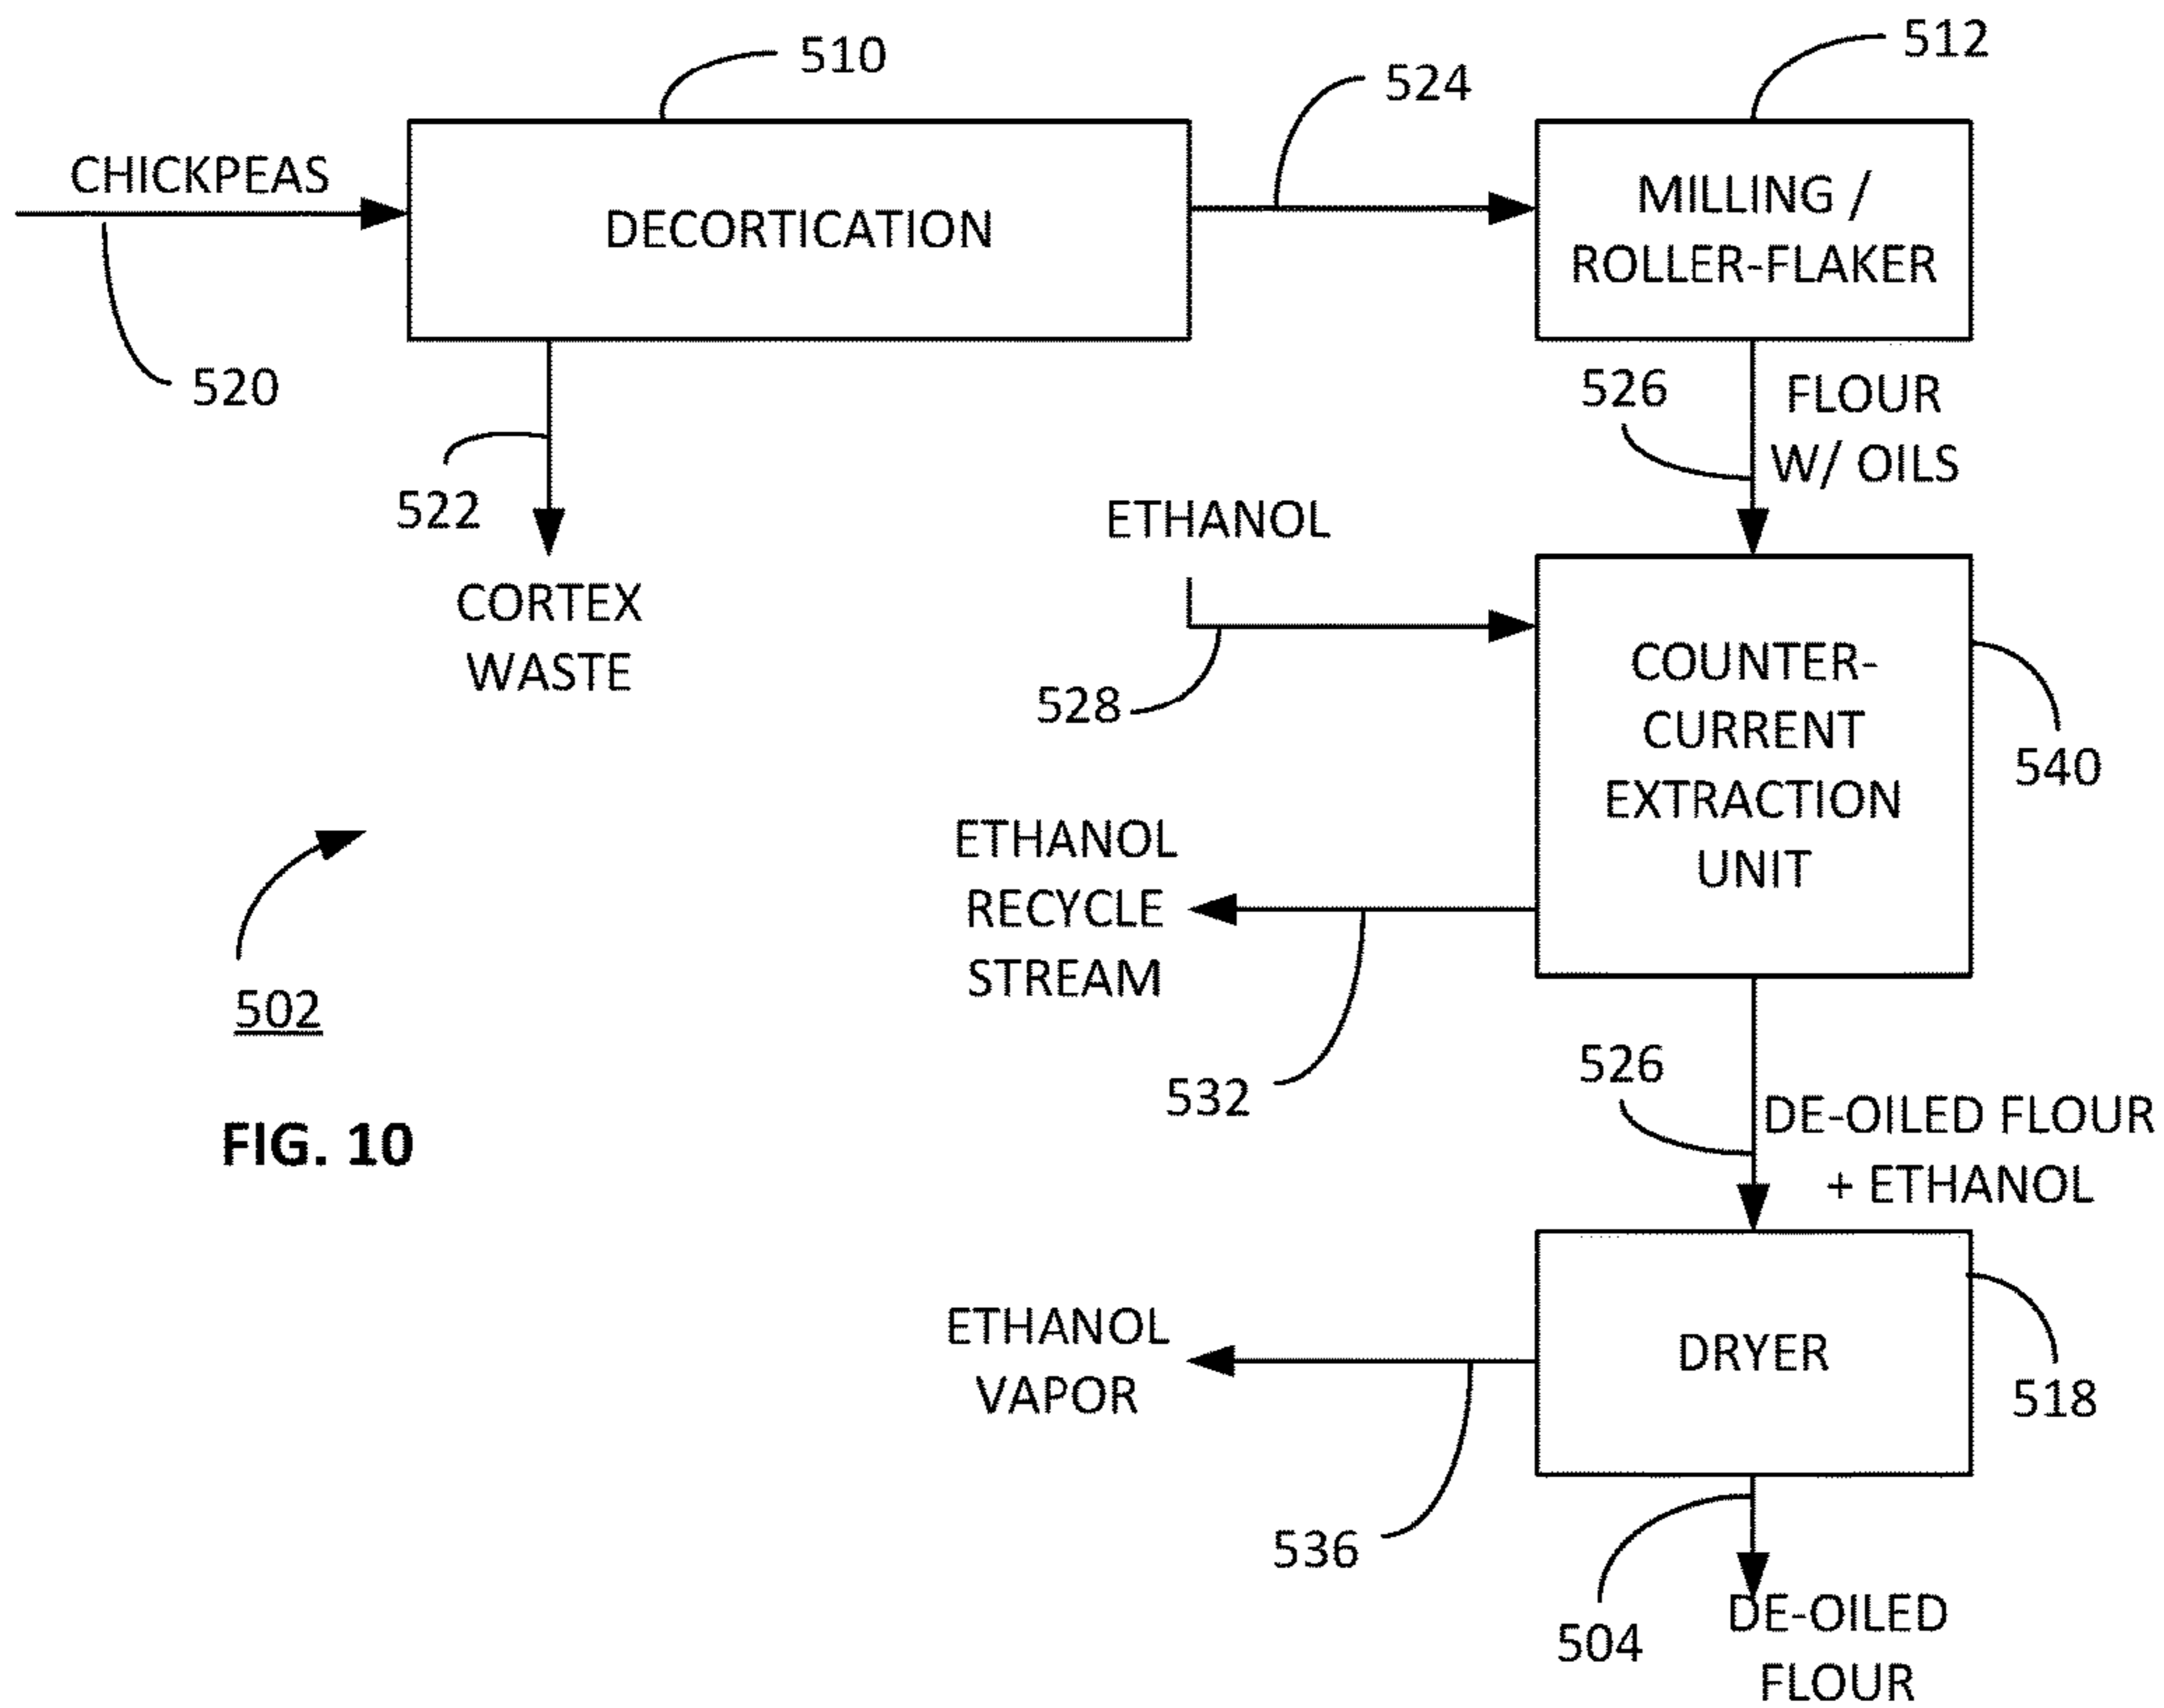 510
524
512
CHICKPEAS
DECORTICATION
MILLING /
ROLLER-FLAKER
520
522
CORTEX
WASTE
526
FLOUR
W/ OILS
ETHANOL
528
COUNTER-
CURRENT
EXTRACTION
UNIT
540
ETHANOL
RECYCLE
STREAM
532
502
FIG. 10
526
DE-OILED FLOUR
+ ETHANOL
ETHANOL
VAPOR
DRYER
518
536
504
DE-OILED
FLOUR